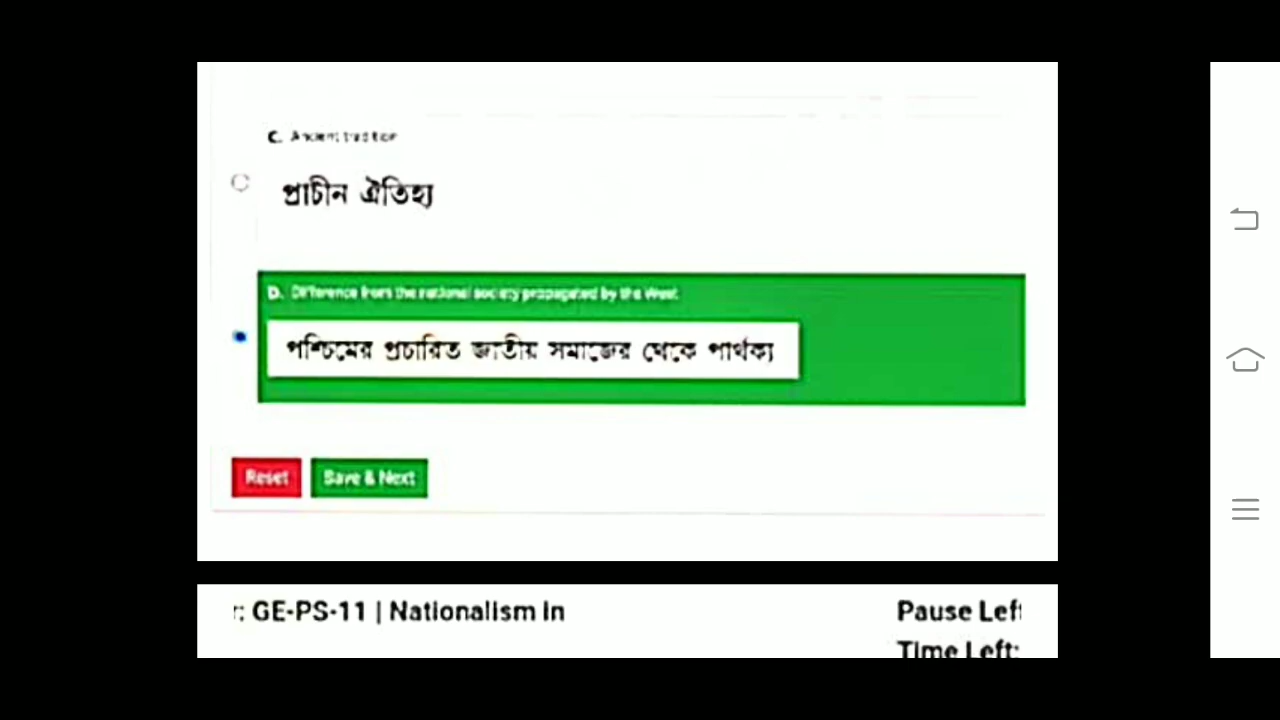 C. Ancient tradition
প্রাচীন ঐতিহ্য
D. Difference from the national society propagated by the West
পশ্চিমের প্রচারিত জাতীয় সমাজের থেকে পার্থক্য
Reset Save & Next
r: GE-PS-11 | Nationalism in Pause Left
Time Left: